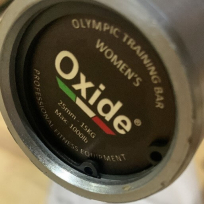 OLYMPIC TRAINING BAR
WOMEN'S
Oxide®
25mm 15KG
Max. 1000lb
PROFESSIONAL FITNESS EQUIPMENT